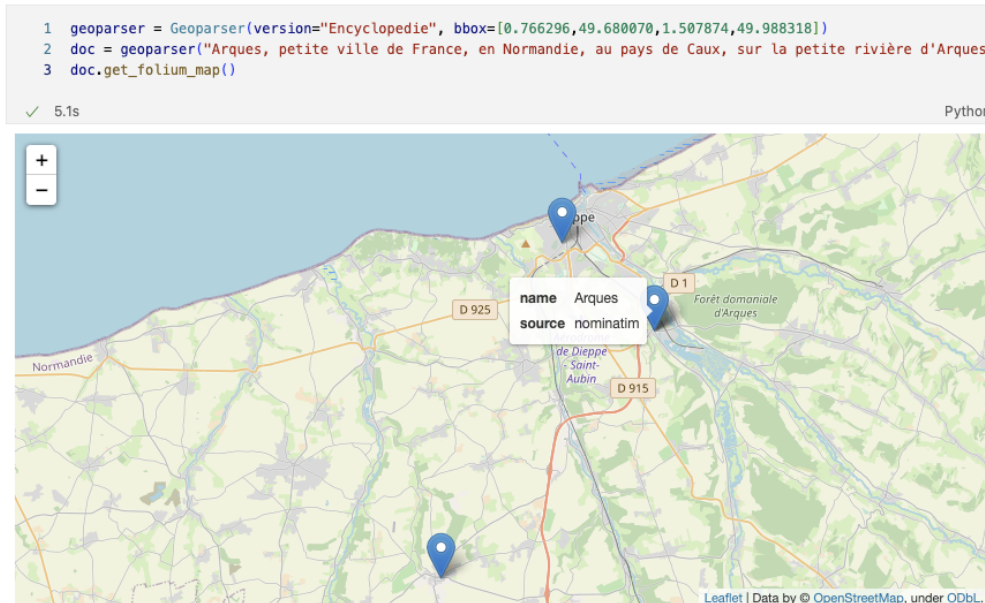 1 geoparser = Geoparser(version="Encyclopedie", bbox=[0.766296,49.680070,1.507874,49.988318])
2 doc = geoparser("Arques, petite ville de France, en Normandie, au pays de Caux, sur la petite rivière d'Arques
3 doc.get_folium_map()
✓ 5.1s
Python
+
−
ppe
D 1
name Arques
source nominatim
Forêt domaniale
d'Arques
D 925
de Dieppe
- Saint-
Aubin
Normandie
D 915
Leaflet | Data by © OpenStreetMap, under ODbL.